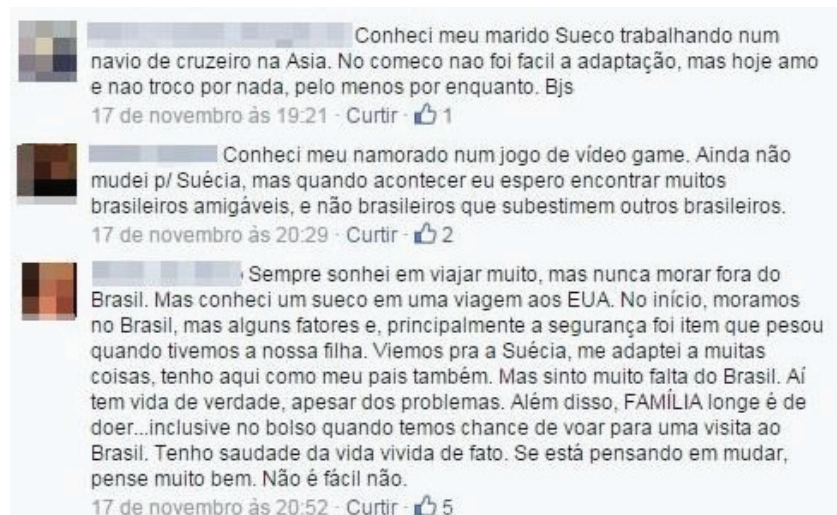 Conheci meu marido Sueco trabalhando num
navio de cruzeiro na Asia. No comeco nao foi facil a adaptação, mas hoje amo
e nao troco por nada, pelo menos por enquanto. Bjs
17 de novembro às 19:21 · Curtir · 1
Conheci meu namorado num jogo de vídeo game. Ainda não
mudei p/ Suécia, mas quando acontecer eu espero encontrar muitos
brasileiros amigáveis, e não brasileiros que subestimem outros brasileiros.
17 de novembro às 20:29 · Curtir · 2
Sempre sonhei em viajar muito, mas nunca morar fora do
Brasil. Mas conheci um sueco em uma viagem aos EUA. No início, moramos
no Brasil, mas alguns fatores e, principalmente a segurança foi item que pesou
quando tivemos a nossa filha. Viemos pra a Suécia, me adaptei a muitas
coisas, tenho aqui como meu pais também. Mas sinto muito falta do Brasil. Aí
tem vida de verdade, apesar dos problemas. Além disso, FAMÍLIA longe é de
doer...inclusive no bolso quando temos chance de voar para uma visita ao
Brasil. Tenho saudade da vida vivida de fato. Se está pensando em mudar,
pense muito bem. Não é fácil não.
17 de novembro às 20:52 · Curtir · 5